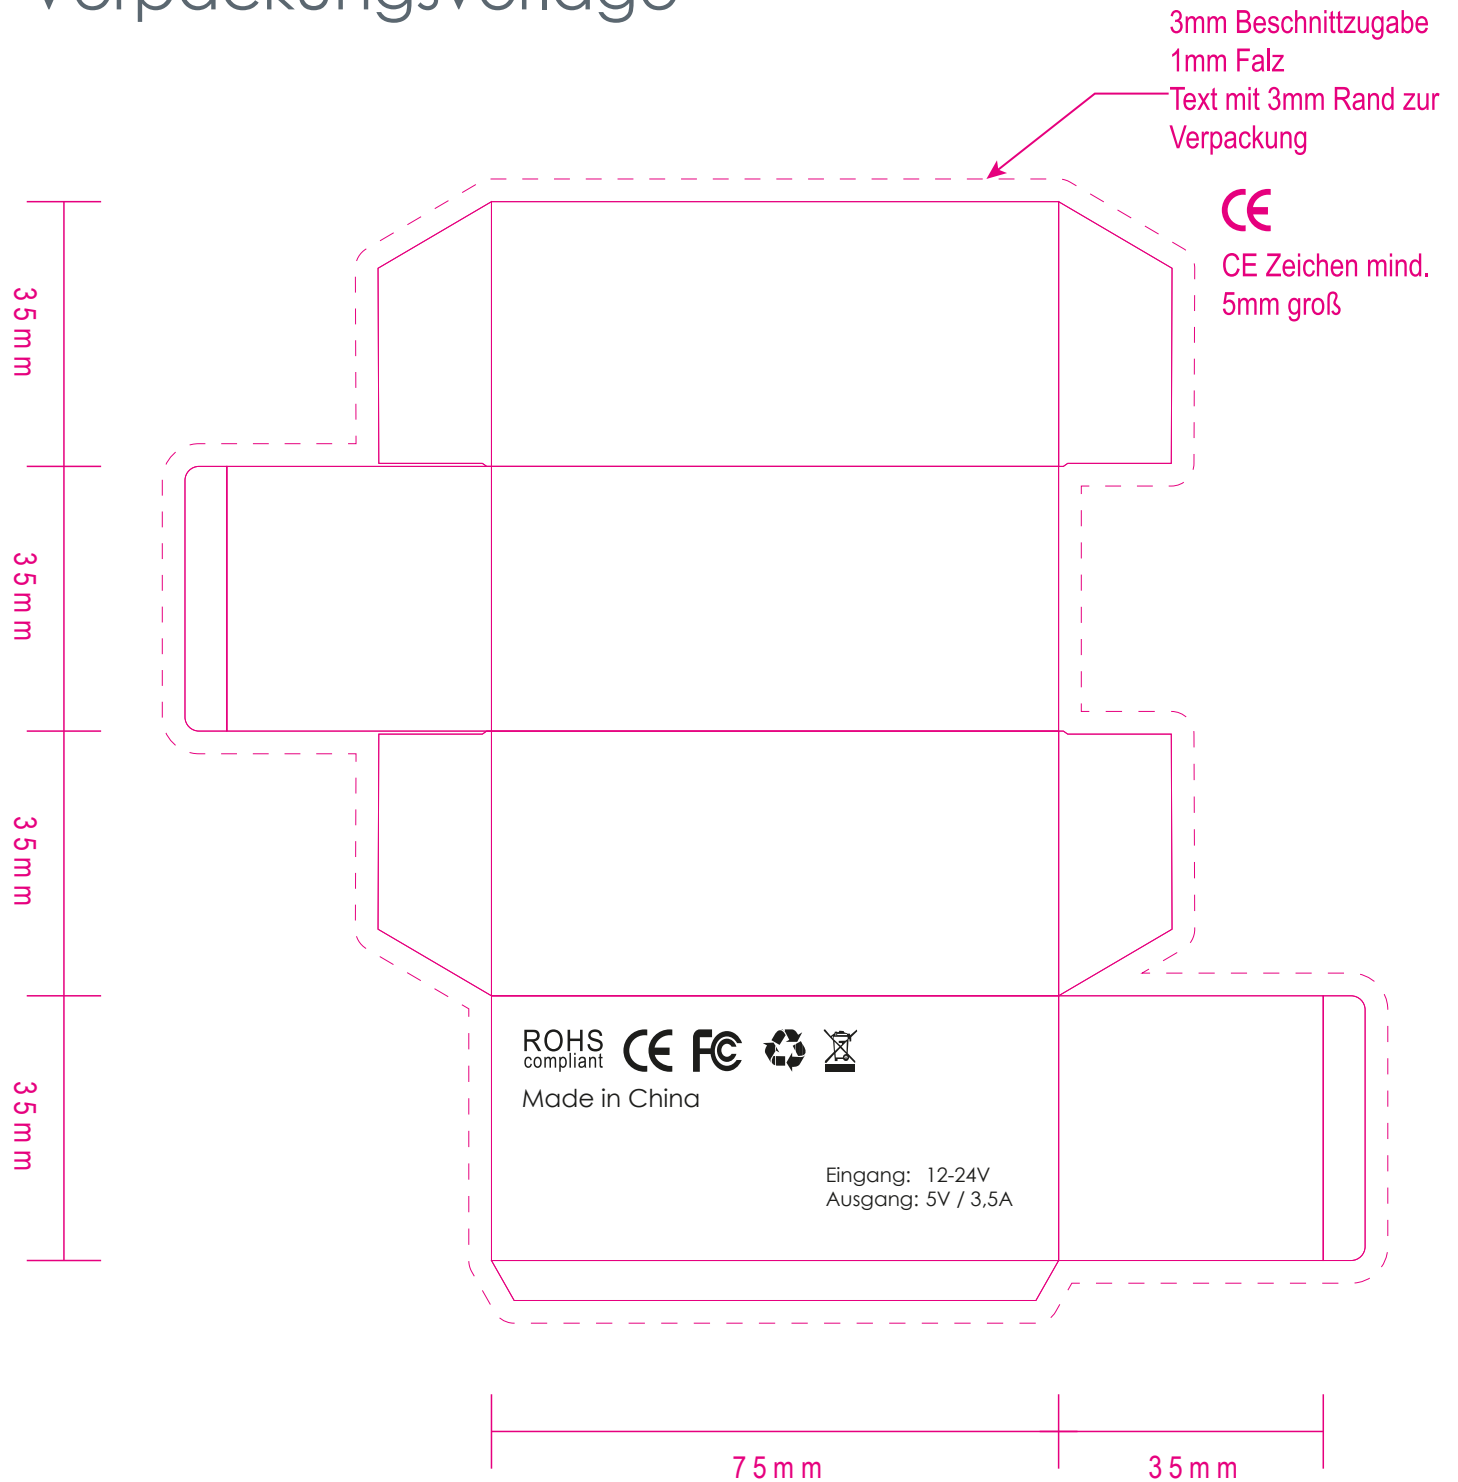 Verpackungsvorlage
3mm Beschnittzugabe
1mm Falz
Text mit 3mm Rand zur
Verpackung
CE
CE Zeichen mind.
5mm groß
35mm
35mm
35mm
35mm
ROHS
compliant
CE FC
Made in China
Eingang: 12-24V
Ausgang: 5V / 3,5A
75mm
35mm